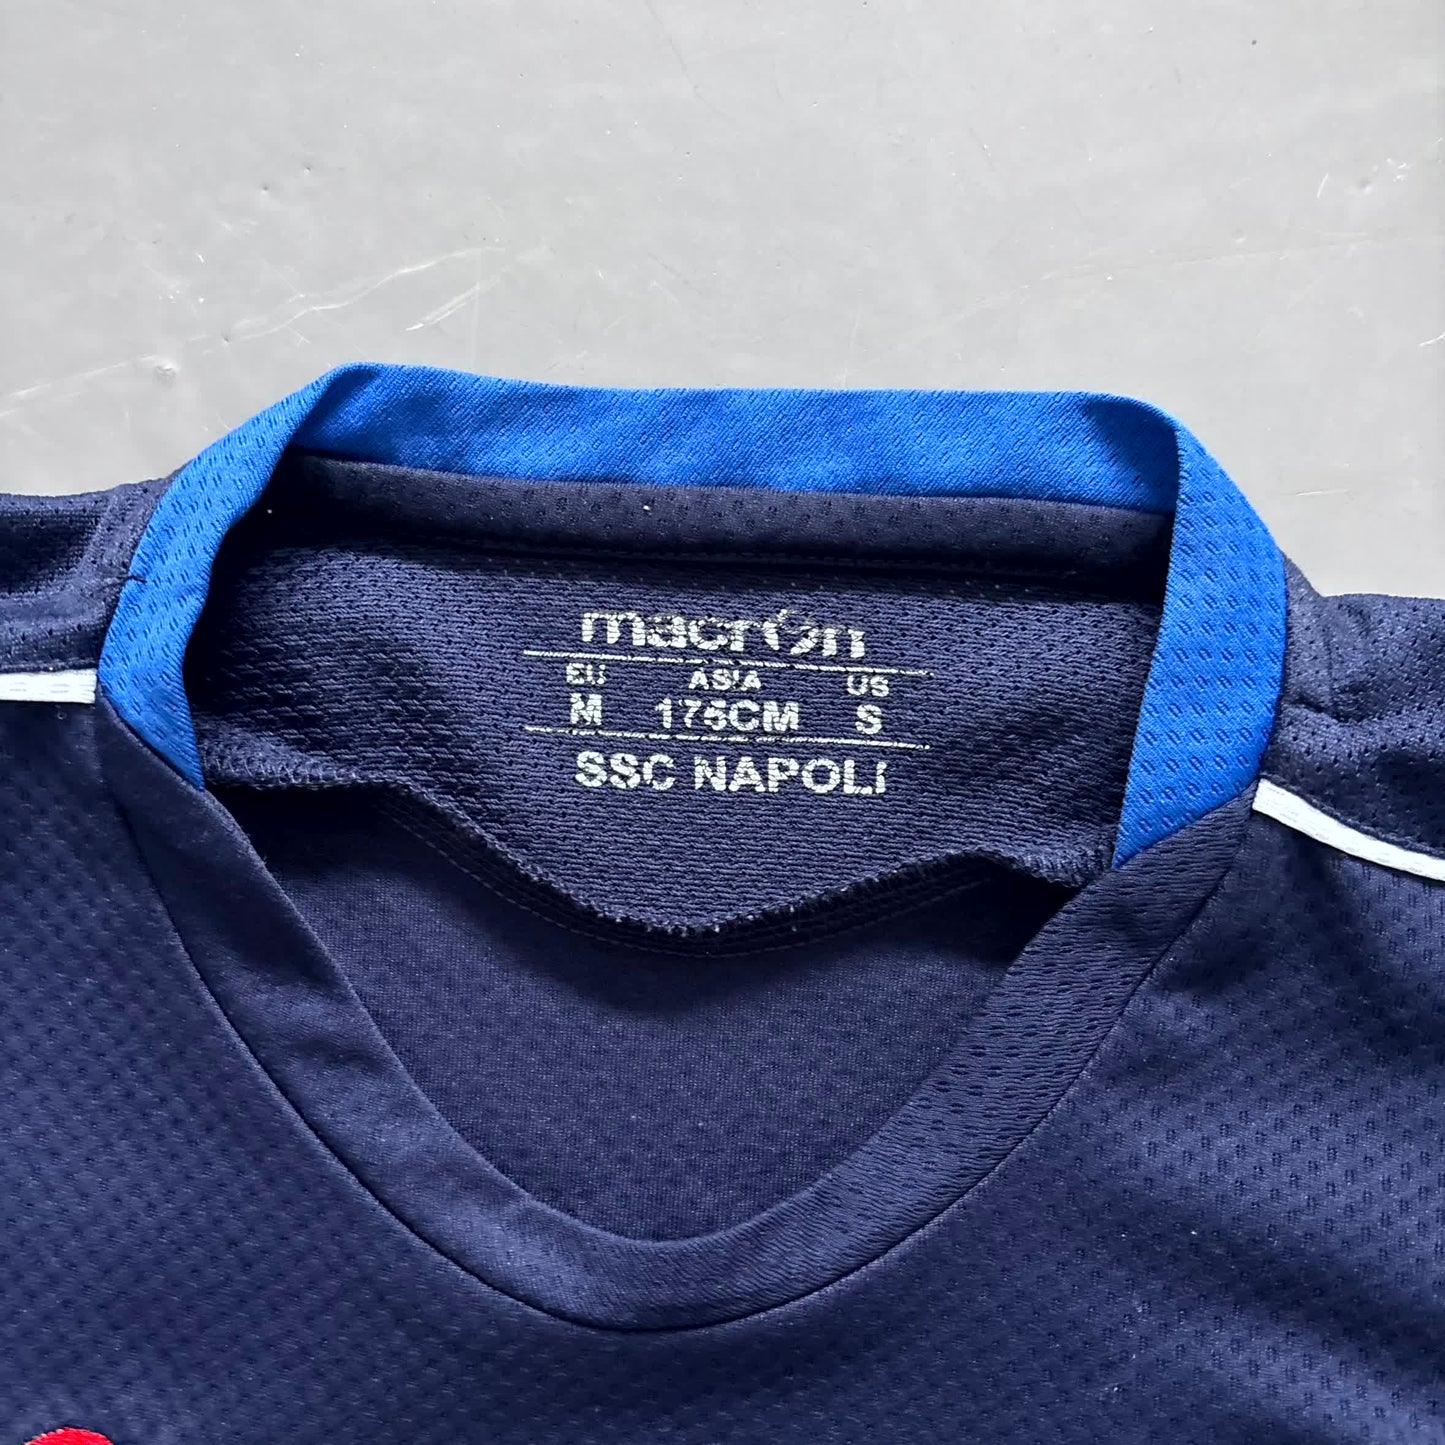 macron
EU ASIA US
M 175CM S
SSC NAPOLI